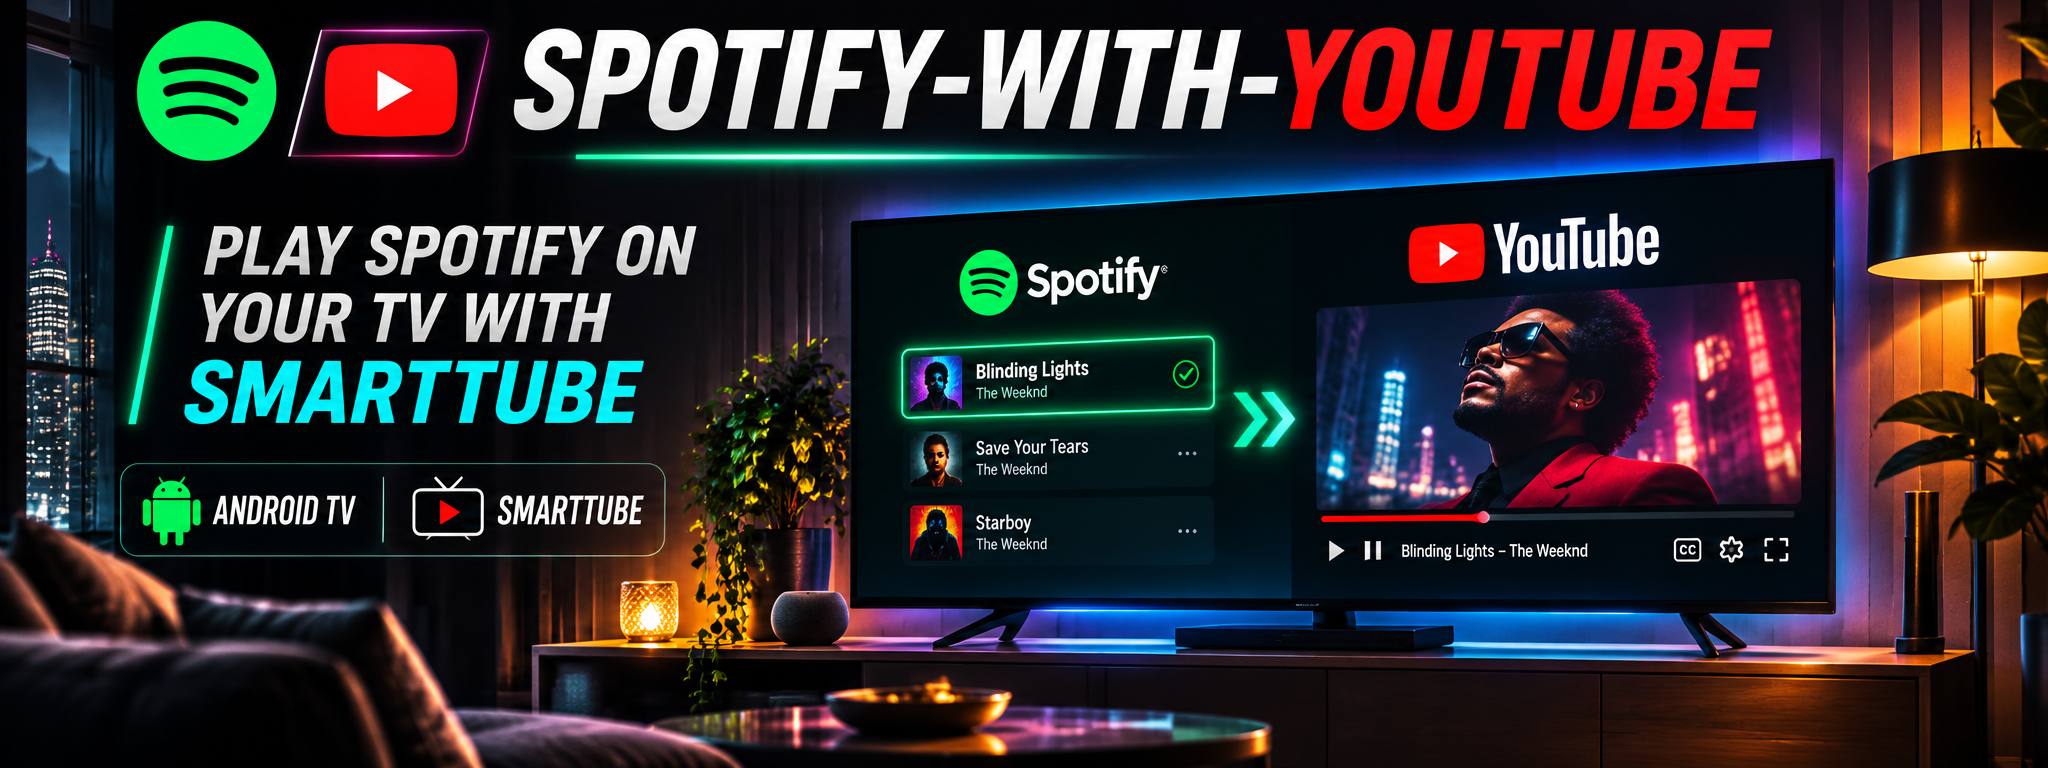 SPOTIFY-WITH-YOUTUBE
PLAY SPOTIFY ON
YOUR TV WITH
SMARTTUBE
ANDROID TV
SMARTTUBE
Spotify
Blinding Lights
The Weeknd
Save Your Tears
The Weeknd
Starboy
The Weeknd
YouTube
Blinding Lights – The Weeknd
CC